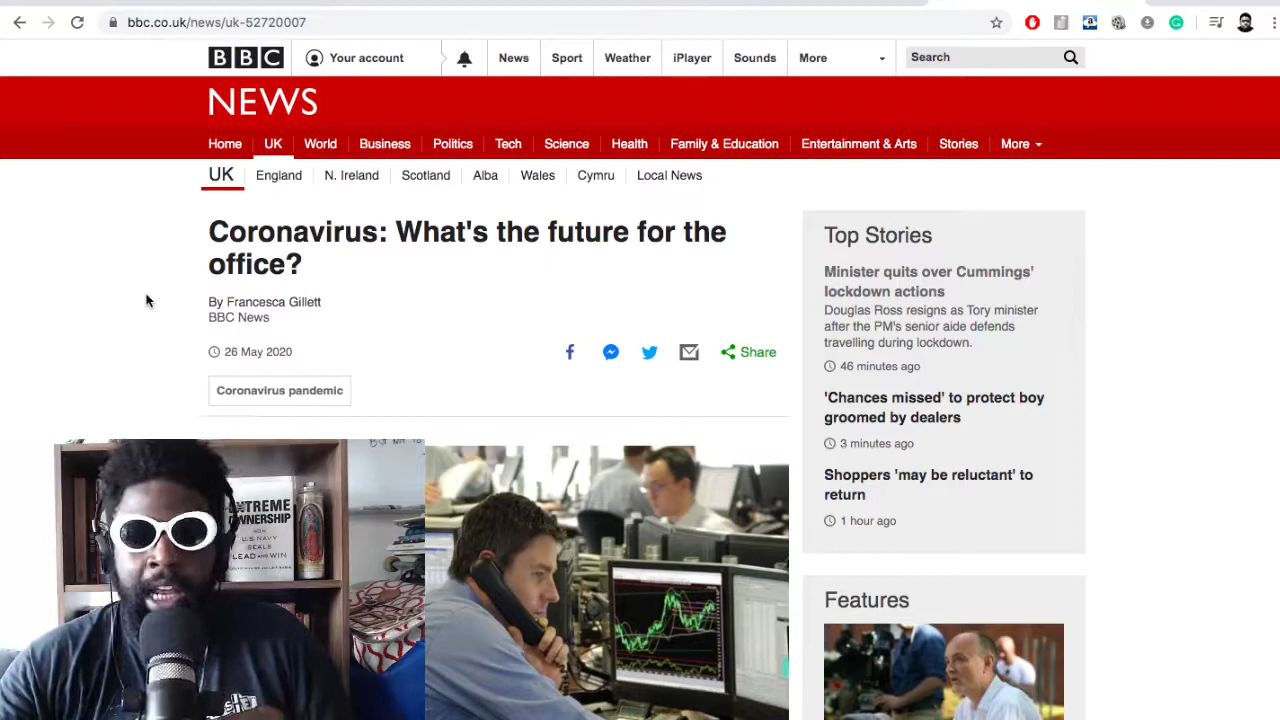 bbc.co.uk/news/uk-52720007
BBC
Your account
News
Sport
Weather
iPlayer
Sounds
More
Search
NEWS
Home
UK
World
Business
Politics
Tech
Science
Health
Family & Education
Entertainment & Arts
Stories
More
UK
England
N. Ireland
Scotland
Alba
Wales
Cymru
Local News
Coronavirus: What's the future for the
office?
By Francesca Gillett
BBC News
26 May 2020
Share
Coronavirus pandemic
Top Stories
Minister quits over Cummings'
lockdown actions
Douglas Ross resigns as Tory minister
after the PM's senior aide defends
travelling during lockdown.
46 minutes ago
'Chances missed' to protect boy
groomed by dealers
3 minutes ago
Shoppers 'may be reluctant' to
return
1 hour ago
Features
U.S. NAVY
SEALS
LEAD AND WIN